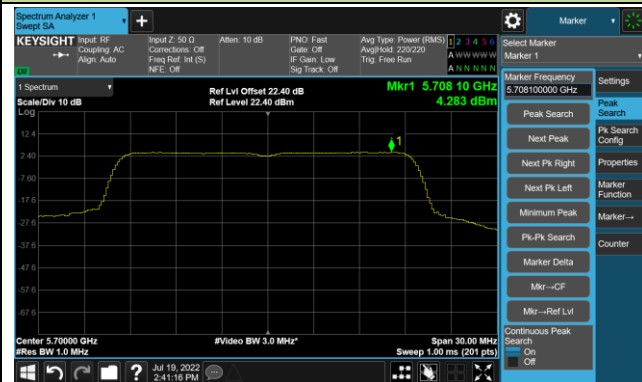 Spectrum Analyzer 1
Swept SA
Marker
KEYSIGHT
Input: RF
Coupling: AC
Align: Auto
Input Z: 50 Ω
Corrections: Off
Freq Ref: Int (S)
NFE: Off
Atten: 10 dB
PNO: Fast
Gate: Off
IF Gain: Low
Sig Track: Off
Avg Type: Power (RMS)
Avg|Hold: 220/220
Trig: Free Run
1 2 3 4 5 6
A W W W W W
A N N N N N
LXI
Select Marker
Marker 1
1 Spectrum
Scale/Div 10 dB
Log
Ref Lvl Offset 22.40 dB
Ref Level 22.40 dBm
Mkr1 5.708 10 GHz
4.283 dBm
1
12.4
2.40
-7.60
-17.6
-27.6
-37.6
-47.6
-57.6
-67.6
Center 5.70000 GHz
#Res BW 1.0 MHz
#Video BW 3.0 MHz*
Span 30.00 MHz
Sweep 1.00 ms (201 pts)
Marker Frequency
5.708100000 GHz
Peak Search
Next Peak
Next Pk Right
Next Pk Left
Minimum Peak
Pk-Pk Search
Marker Delta
Mkr→CF
Mkr→Ref Lvl
Continuous Peak
Search
On
Off
Settings
Peak
Search
Pk Search
Config
Properties
Marker
Function
Marker→
Counter
Jul 19, 2022
2:41:16 PM